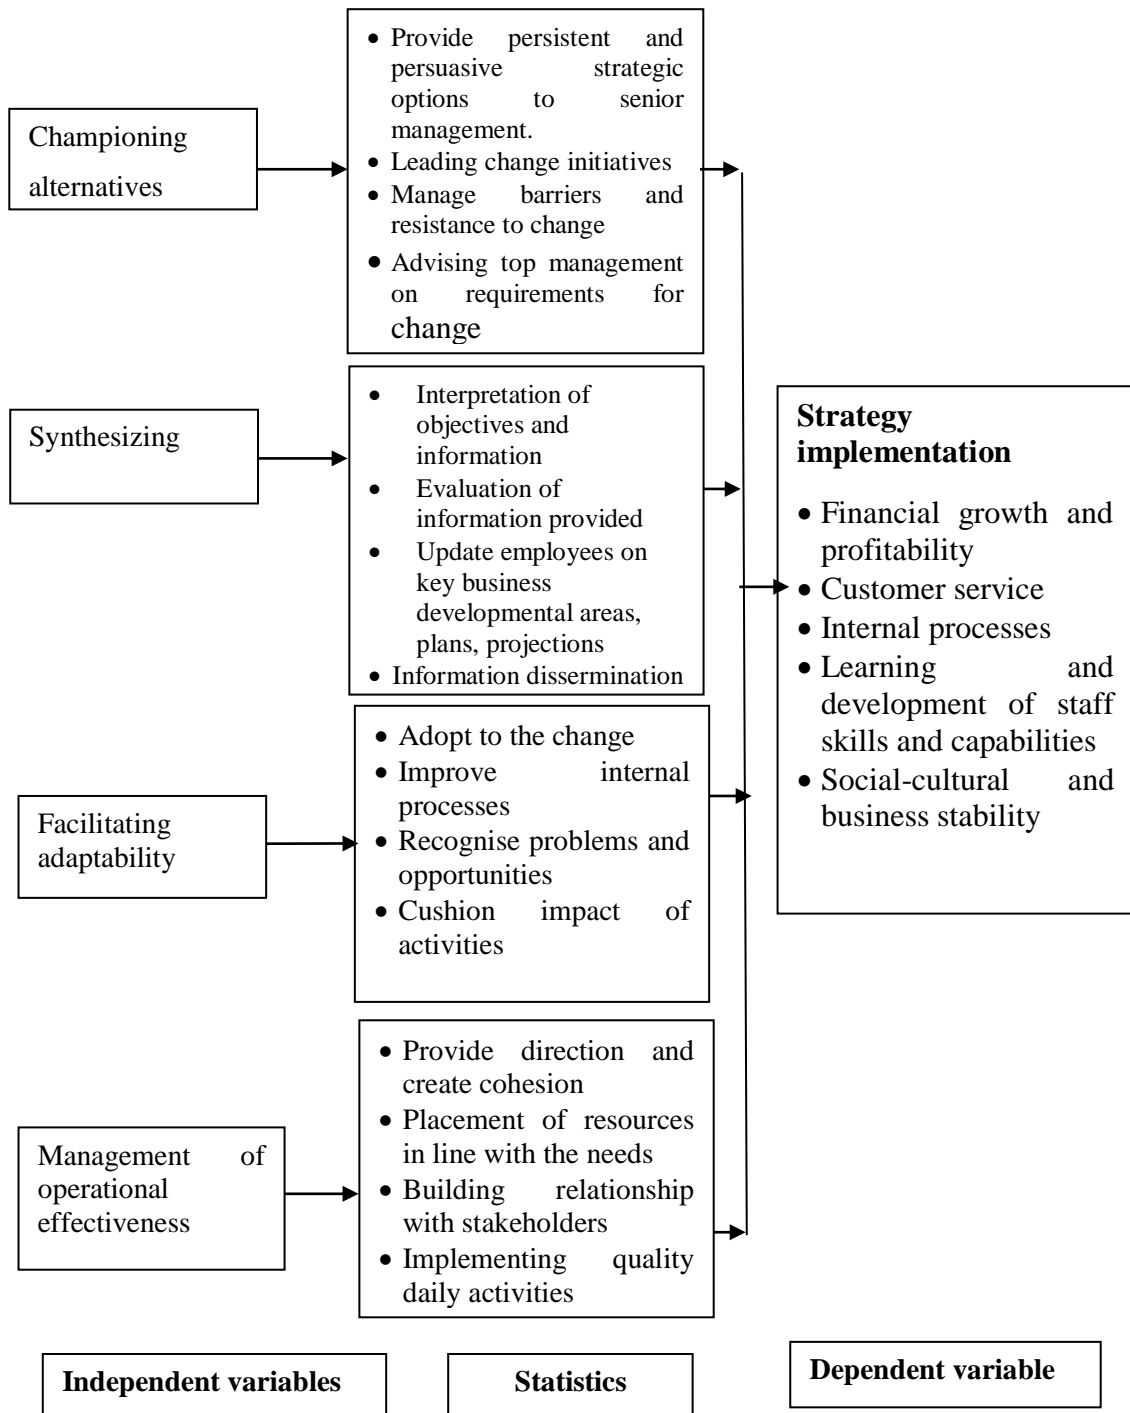 Championing
alternatives
• Provide persistent and
persuasive strategic
options to senior
management.
• Leading change initiatives
• Manage barriers and
resistance to change
• Advising top management
on requirements for
change
Synthesizing
• Interpretation of
objectives and
information
• Evaluation of
information provided
• Update employees on
key business
developmental areas,
plans, projections
• Information dissermination
Facilitating
adaptability
• Adopt to the change
• Improve internal
processes
• Recognise problems and
opportunities
• Cushion impact of
activities
Management of
operational
effectiveness
• Provide direction and
create cohesion
• Placement of resources
in line with the needs
• Building relationship
with stakeholders
• Implementing quality
daily activities
Strategy
implementation
• Financial growth and
profitability
• Customer service
• Internal processes
• Learning and
development of staff
skills and capabilities
• Social-cultural and
business stability
Independent variables
Statistics
Dependent variable